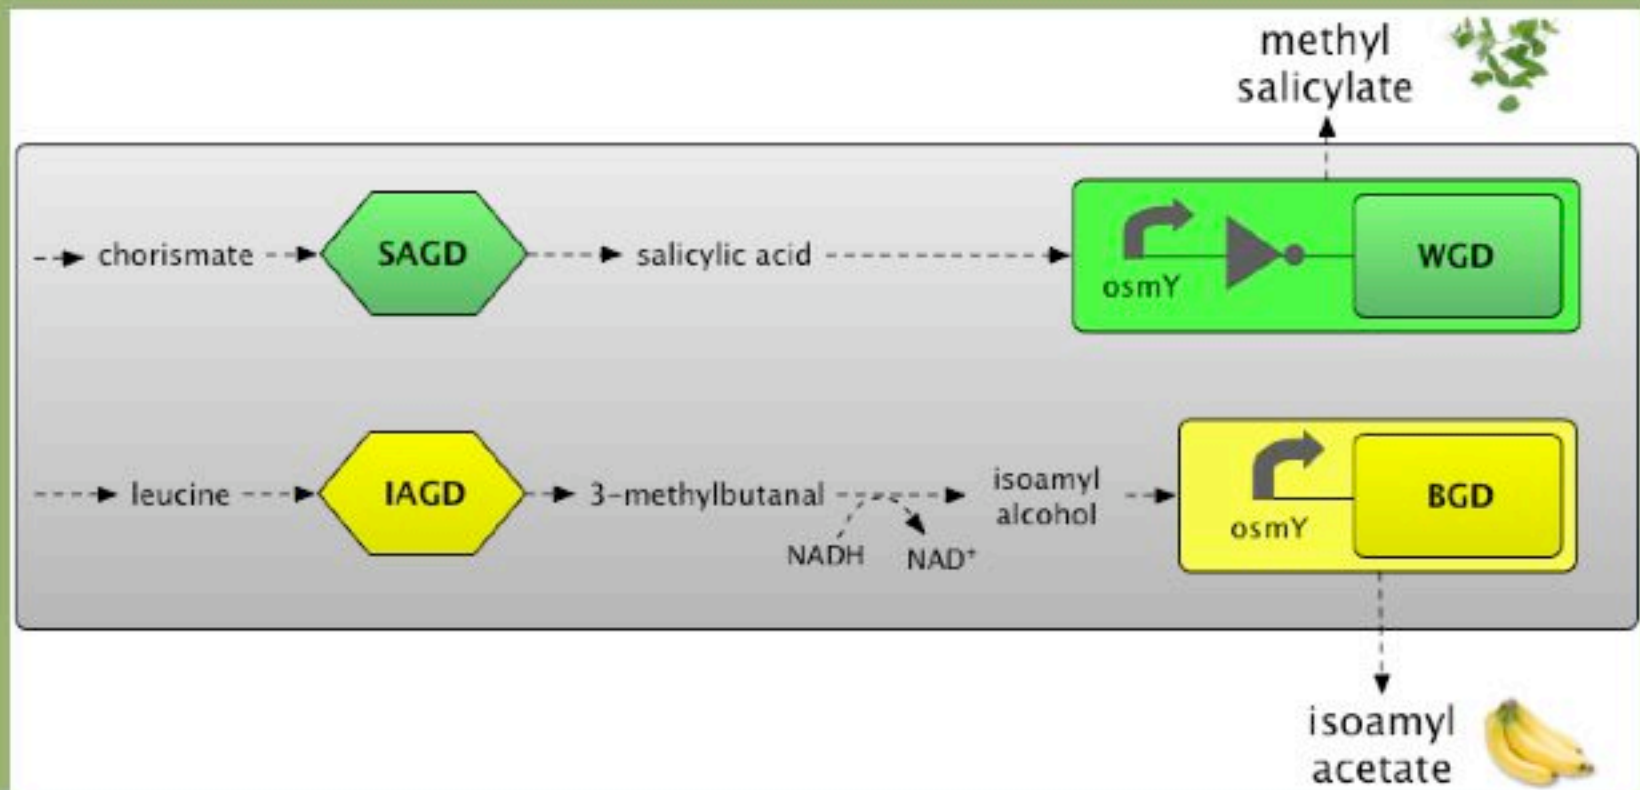 methyl
salicylate
chorismate
SAGD
salicylic acid
osmY
WGD
leucine
IAGD
3-methylbutanal
NADH
NAD⁺
isoamyl
alcohol
osmY
BGD
isoamyl
acetate